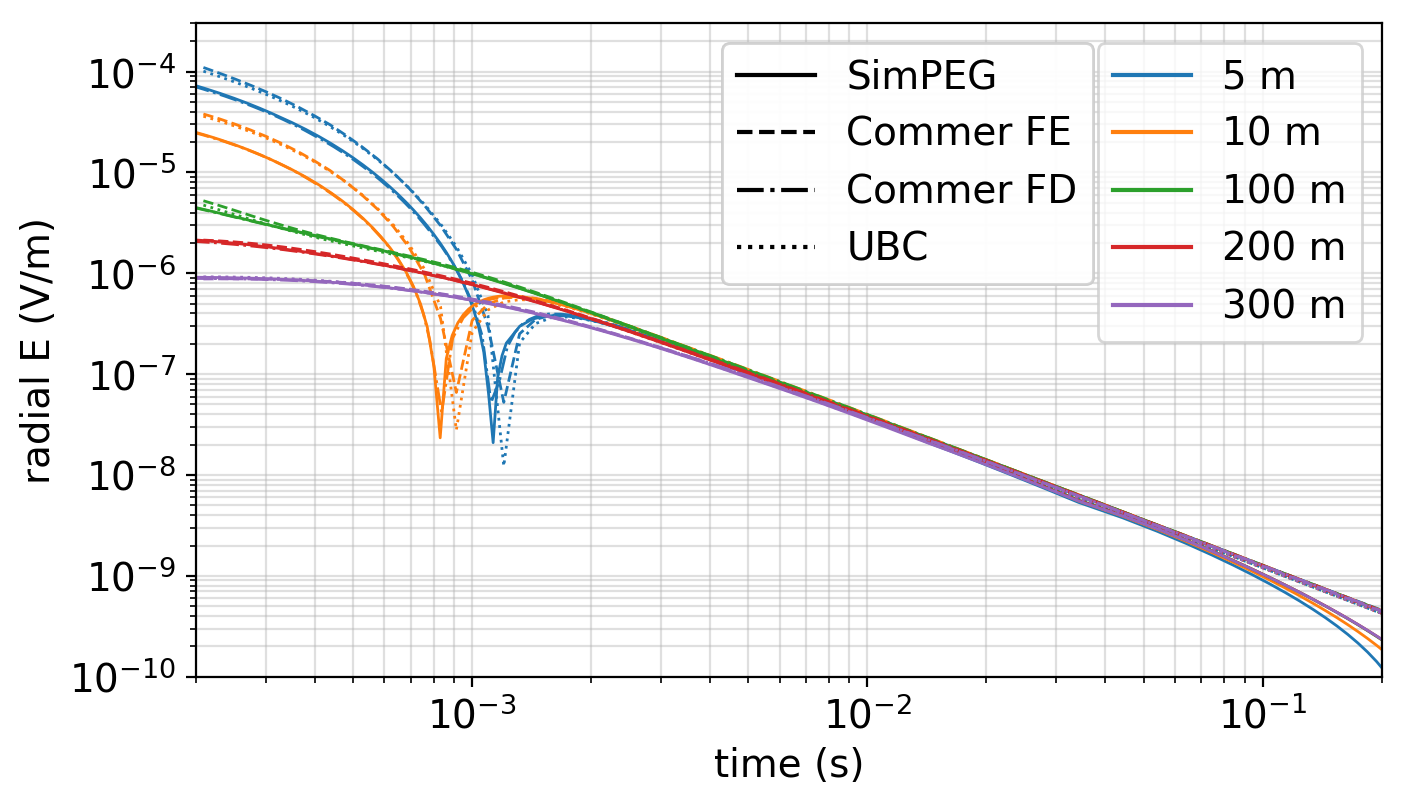 radial E (V/m)
10⁻⁴
10⁻⁵
10⁻⁶
10⁻⁷
10⁻⁸
10⁻⁹
10⁻¹⁰
SimPEG
Commer FE
Commer FD
UBC
5 m
10 m
100 m
200 m
300 m
10⁻³
10⁻²
10⁻¹
time (s)